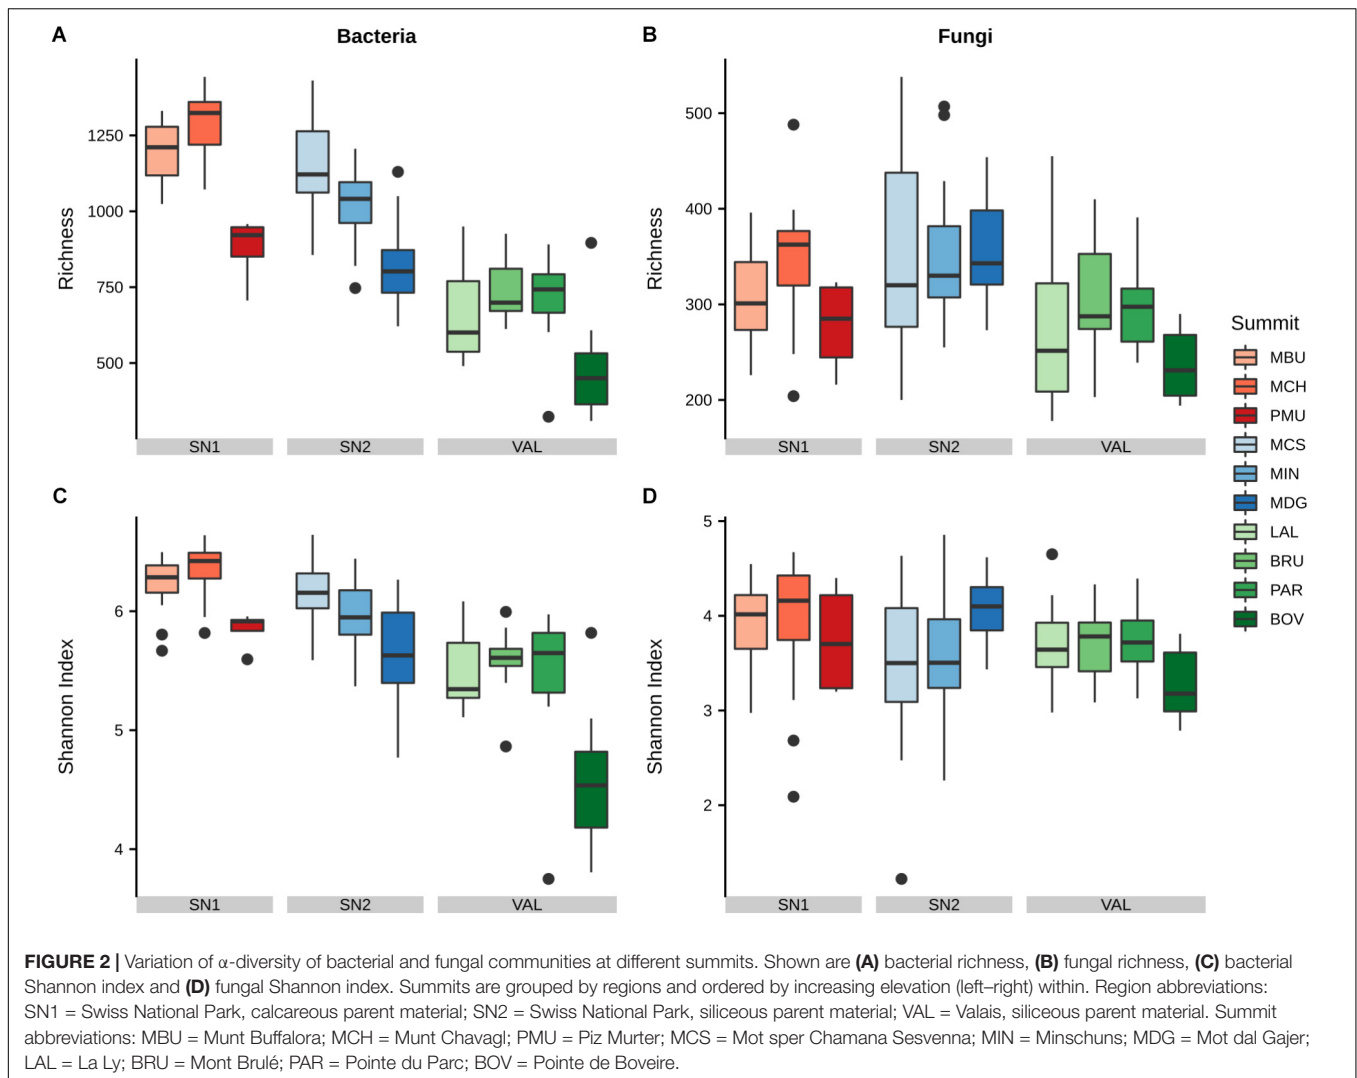 A
Bacteria
B
Fungi
Richness
1250
1000
750
500
SN1
SN2
VAL
Richness
500
400
300
200
SN1
SN2
VAL
Summit
MBU
MCH
PMU
MCS
MIN
MDG
LAL
BRU
PAR
BOV
C
D
Shannon Index
6
5
4
SN1
SN2
VAL
Shannon Index
5
4
3
2
SN1
SN2
VAL
FIGURE 2 | Variation of α-diversity of bacterial and fungal communities at different summits. Shown are (A) bacterial richness, (B) fungal richness, (C) bacterial
Shannon index and (D) fungal Shannon index. Summits are grouped by regions and ordered by increasing elevation (left–right) within. Region abbreviations:
SN1 = Swiss National Park, calcareous parent material; SN2 = Swiss National Park, siliceous parent material; VAL = Valais, siliceous parent material. Summit
abbreviations: MBU = Munt Buffalora; MCH = Munt Chavagl; PMU = Piz Murter; MCS = Mot sper Chamana Sesvenna; MIN = Minschuns; MDG = Mot dal Gajer;
LAL = La Ly; BRU = Mont Brulé; PAR = Pointe du Parc; BOV = Pointe de Boveire.